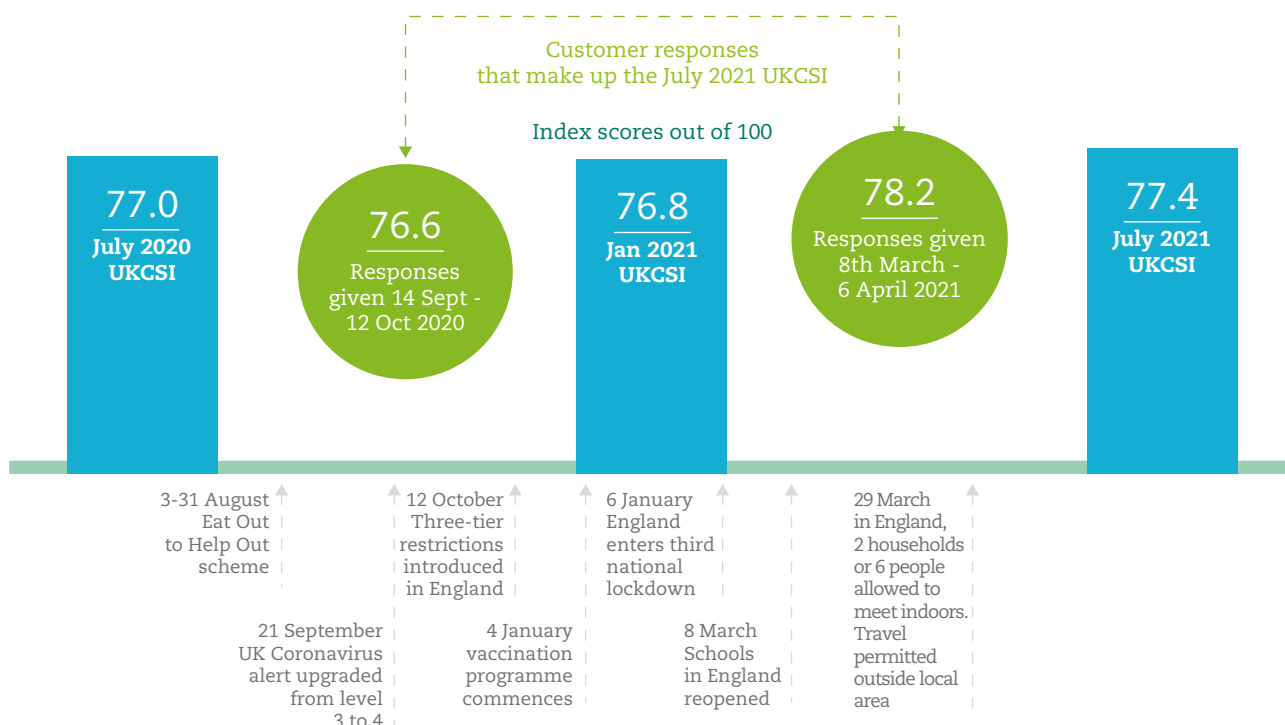 Customer responses
that make up the July 2021 UKCSI
Index scores out of 100
77.0
July 2020
UKCSI
76.6
Responses
given 14 Sept -
12 Oct 2020
76.8
Jan 2021
UKCSI
78.2
Responses given
8th March -
6 April 2021
77.4
July 2021
UKCSI
3-31 August
Eat Out
to Help Out
scheme
21 September
UK Coronavirus
alert upgraded
from level
3 to 4
12 October
Three-tier
restrictions
introduced
in England
4 January
vaccination
programme
commences
6 January
England
enters third
national
lockdown
8 March
Schools
in England
reopened
29 March
in England,
2 households
or 6 people
allowed to
meet indoors.
Travel
permitted
outside local
area